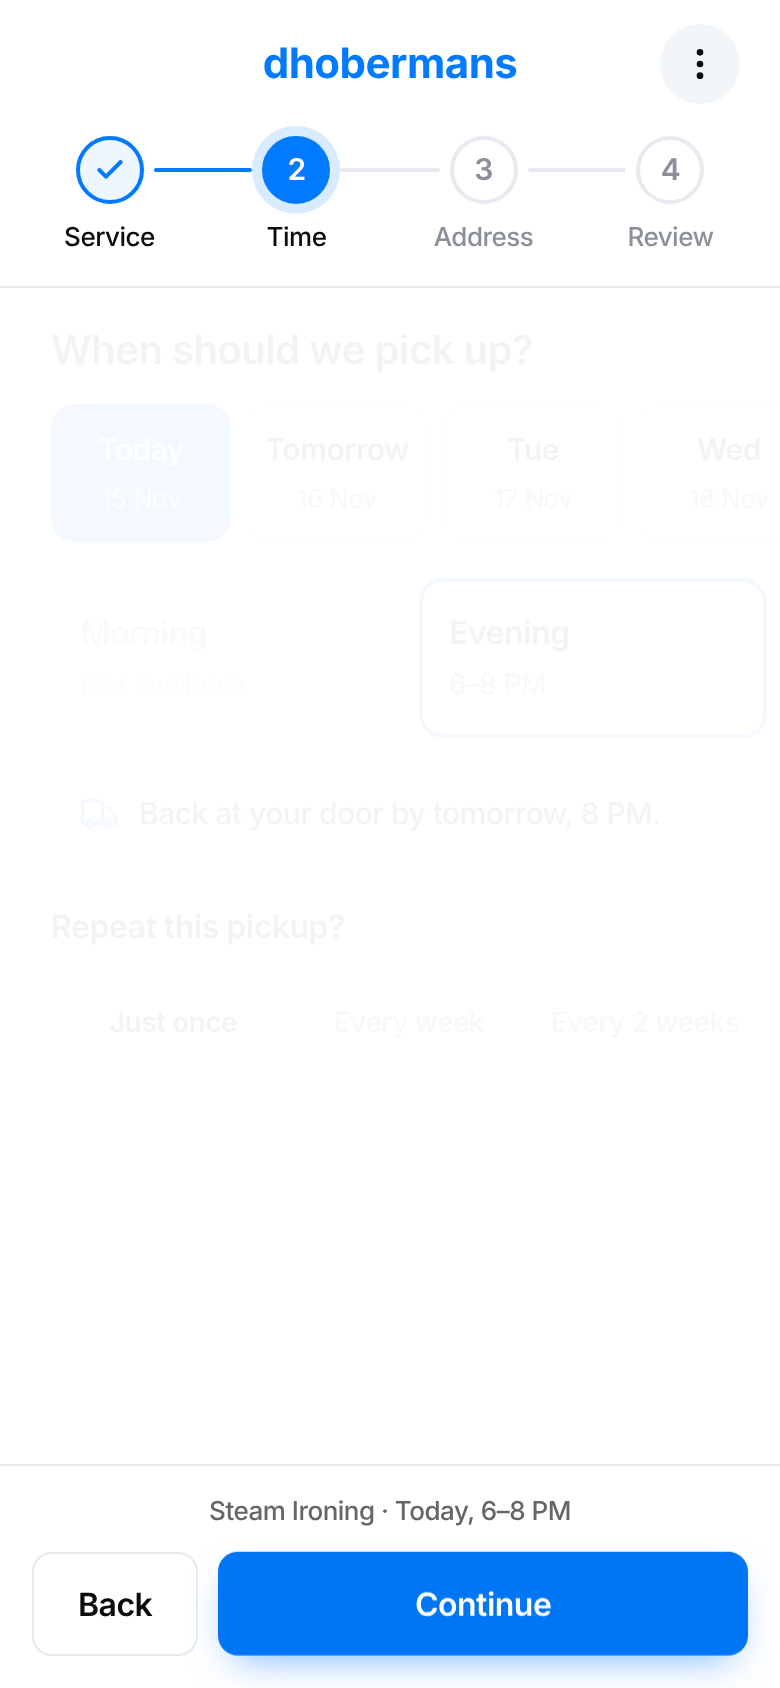 dhobermans
2 3 4
Service Time Address Review
When should we pick up?
Today Tomorrow Tue Wed
15 Nov 16 Nov 17 Nov 18 Nov
Morning Evening
Not available 6–8 PM
Back at your door by tomorrow, 8 PM.
Repeat this pickup?
Just once Every week Every 2 weeks
Steam Ironing · Today, 6–8 PM
Back Continue